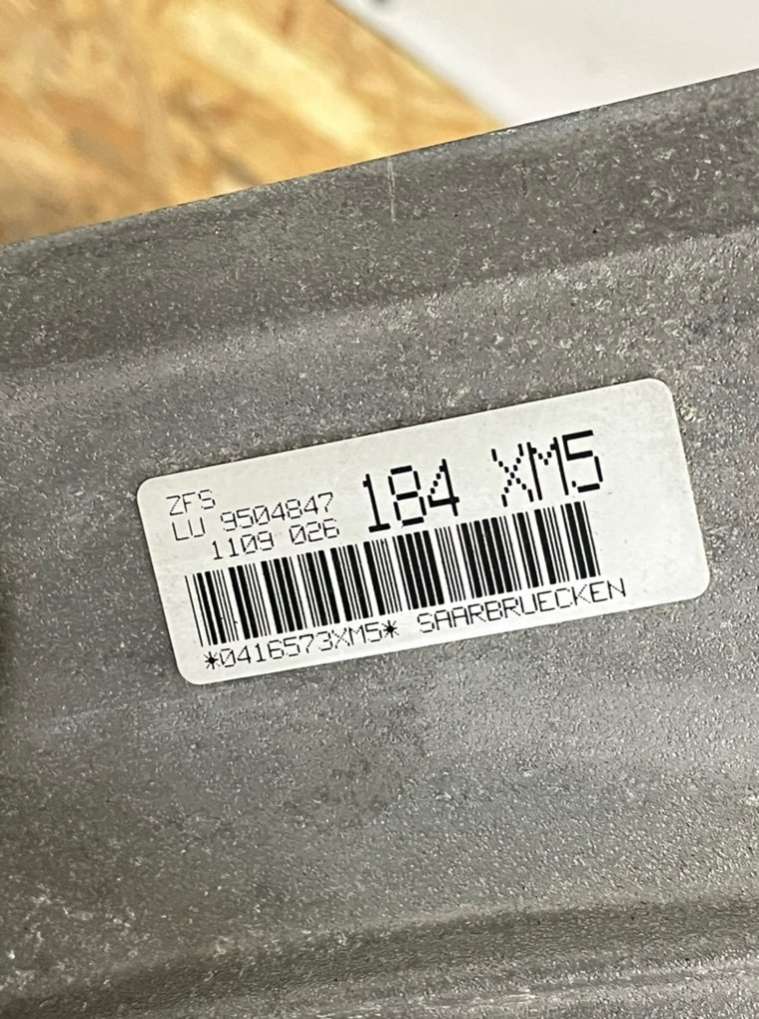 ZFS
LU 9504847
1109 026
184 XM5
*0416573XM5* SAARBRUECKEN